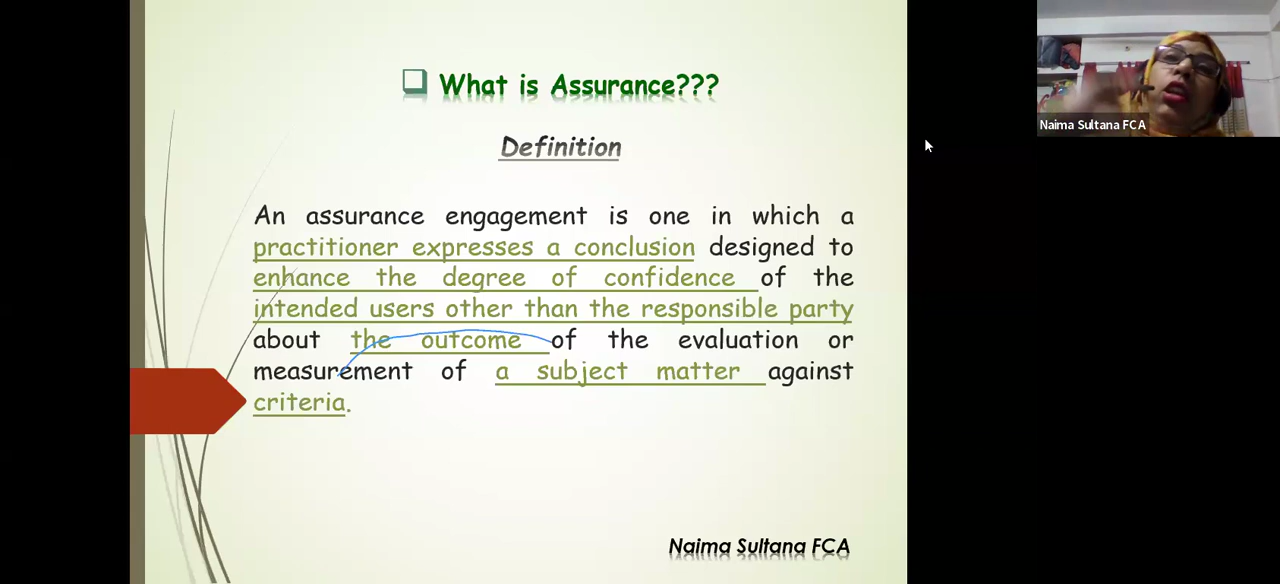 What is Assurance???
Definition
An assurance engagement is one in which a
practitioner expresses a conclusion designed to
enhance the degree of confidence of the
intended users other than the responsible party
about the outcome of the evaluation or
measurement of a subject matter against
criteria.
Naima Sultana FCA
Naima Sultana FCA